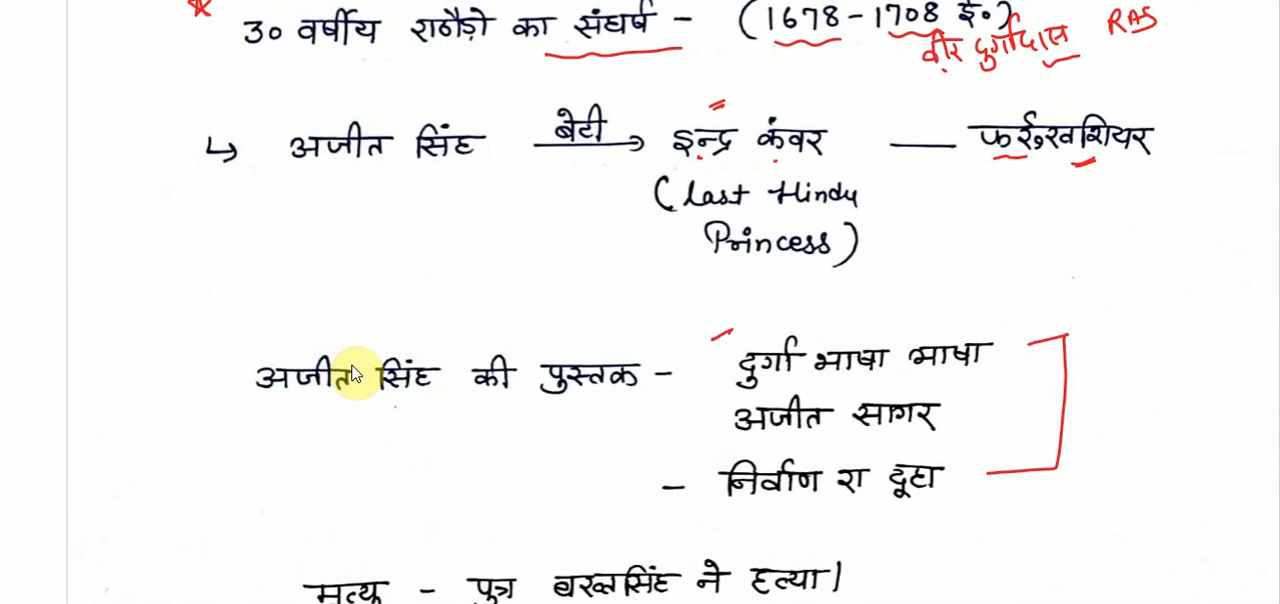 30 वर्षीय राठौड़ो का संघर्ष - (1678-1708 ई०)
वीर दुर्गादास RAS
↳ अजीत सिंह बेटी → इन्द्र कंवर — फर्रुखशियर
(last Hindu
Princess)
अजीत सिंह की पुस्तक - दुर्गा भाषा भाषा
अजीत सागर
- निर्वाण रा दूहा
मृत्यु - पुत्र बख्तसिंह ने हत्या।